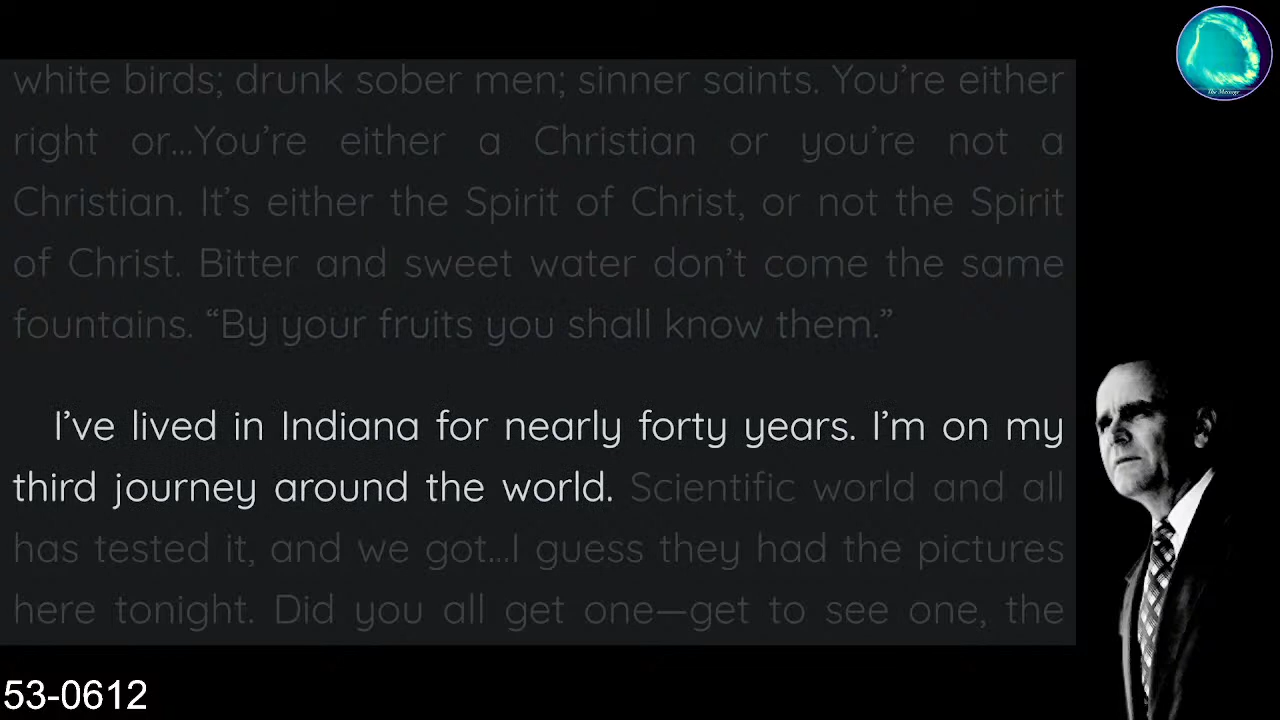 white birds; drunk sober men; sinner saints. You’re either
right or...You’re either a Christian or you’re not a
Christian. It’s either the Spirit of Christ, or not the Spirit
of Christ. Bitter and sweet water don’t come the same
fountains. “By your fruits you shall know them.”
I’ve lived in Indiana for nearly forty years. I’m on my
third journey around the world. Scientific world and all
has tested it, and we got...I guess they had the pictures
here tonight. Did you all get one—get to see one, the
The Message
53-0612